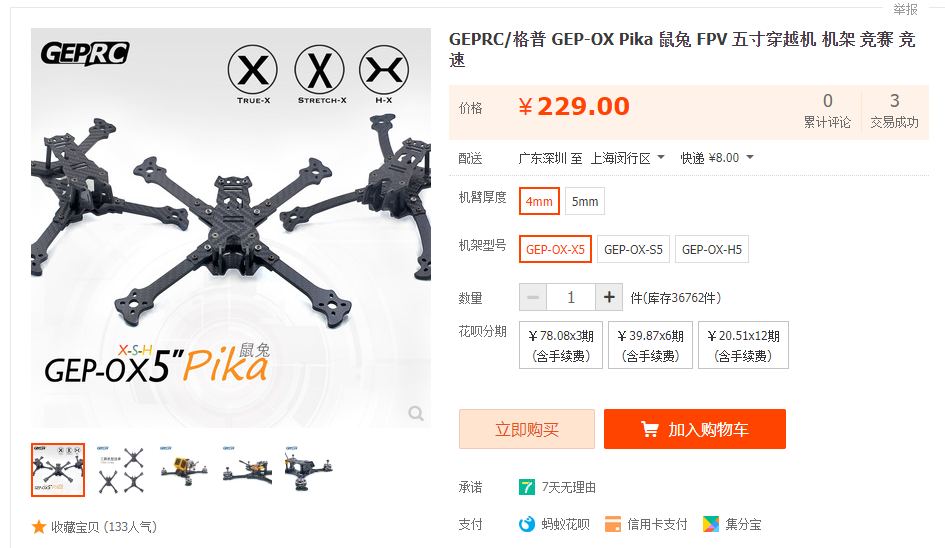 举报
GEPRC
TRUE-X STRETCH-X H-X
X-S-H
鼠兔
GEP-OX5" Pika
收藏宝贝 (133人气)
GEPRC/格普 GEP-OX Pika 鼠兔 FPV 五寸穿越机 机架 竞赛 竞
速
价格 ¥229.00
0 累计评论
3 交易成功
配送 广东深圳 至 上海闵行区 快递 ¥8.00
机臂厚度 4mm 5mm
机架型号 GEP-OX-X5 GEP-OX-S5 GEP-OX-H5
数量 1 件(库存36762件)
花呗分期 ¥78.08x3期 ¥39.87x6期 ¥20.51x12期
(含手续费) (含手续费) (含手续费)
立即购买 加入购物车
承诺 7 7天无理由
支付 蚂蚁花呗 信用卡支付 集分宝